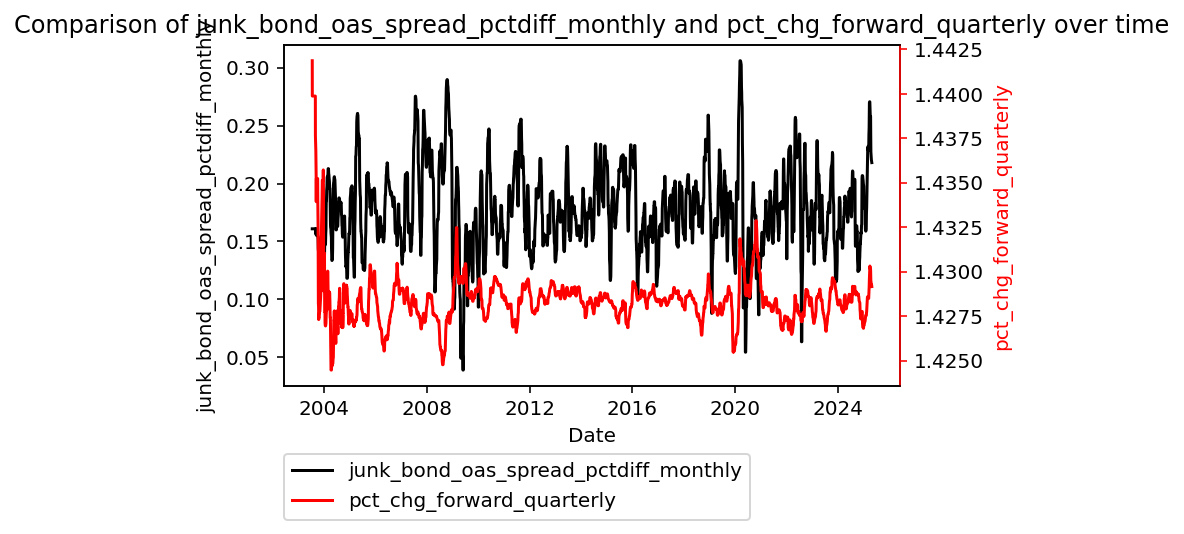 Comparison of junk_bond_oas_spread_pctdiff_monthly and pct_chg_forward_quarterly over time
junk_bond_oas_spread_pctdiff_monthly
0.30
0.25
0.20
0.15
0.10
0.05
1.4425
1.4400
1.4375
1.4350
1.4325
1.4300
1.4275
1.4250
pct_chg_forward_quarterly
2004 2008 2012 2016 2020 2024
Date
junk_bond_oas_spread_pctdiff_monthly
pct_chg_forward_quarterly